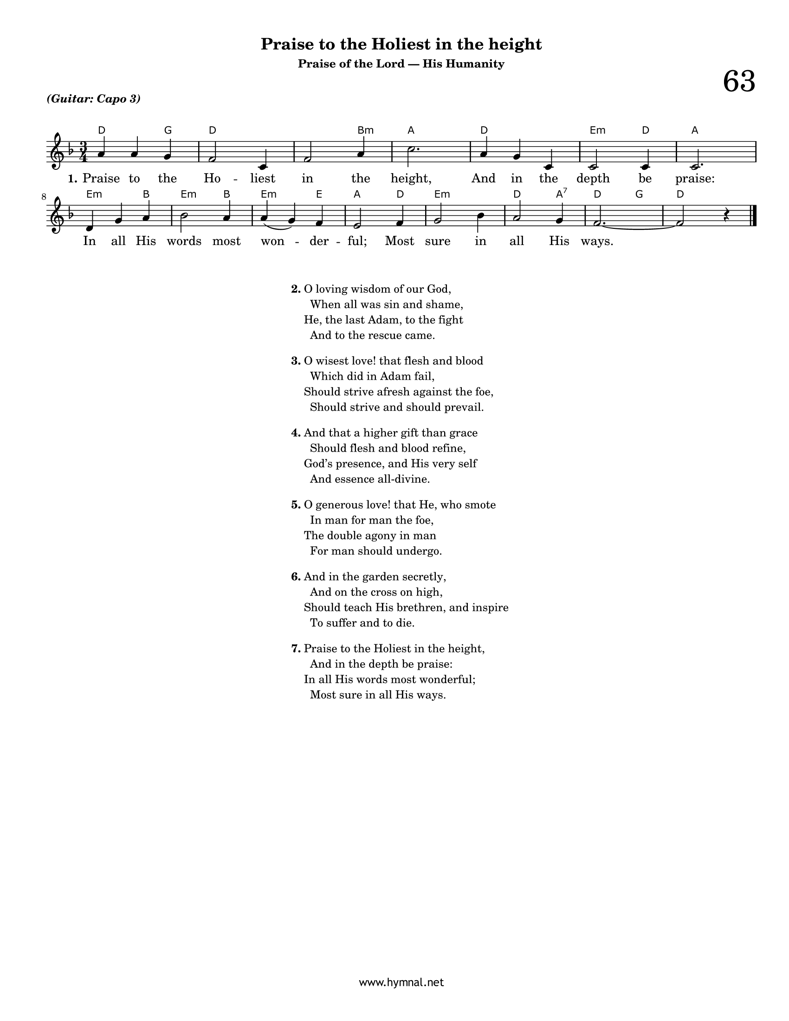 Praise to the Holiest in the height
Praise of the Lord — His Humanity
63
(Guitar: Capo 3)
D G D Bm A D Em D A
1. Praise to the Ho - liest in the height, And in the depth be praise:
Em B Em B Em E A D Em D A7 D G D
8
In all His words most won - der - ful; Most sure in all His ways.
2. O loving wisdom of our God,
When all was sin and shame,
He, the last Adam, to the fight
And to the rescue came.
3. O wisest love! that flesh and blood
Which did in Adam fail,
Should strive afresh against the foe,
Should strive and should prevail.
4. And that a higher gift than grace
Should flesh and blood refine,
God's presence, and His very self
And essence all-divine.
5. O generous love! that He, who smote
In man for man the foe,
The double agony in man
For man should undergo.
6. And in the garden secretly,
And on the cross on high,
Should teach His brethren, and inspire
To suffer and to die.
7. Praise to the Holiest in the height,
And in the depth be praise:
In all His words most wonderful;
Most sure in all His ways.
www.hymnal.net